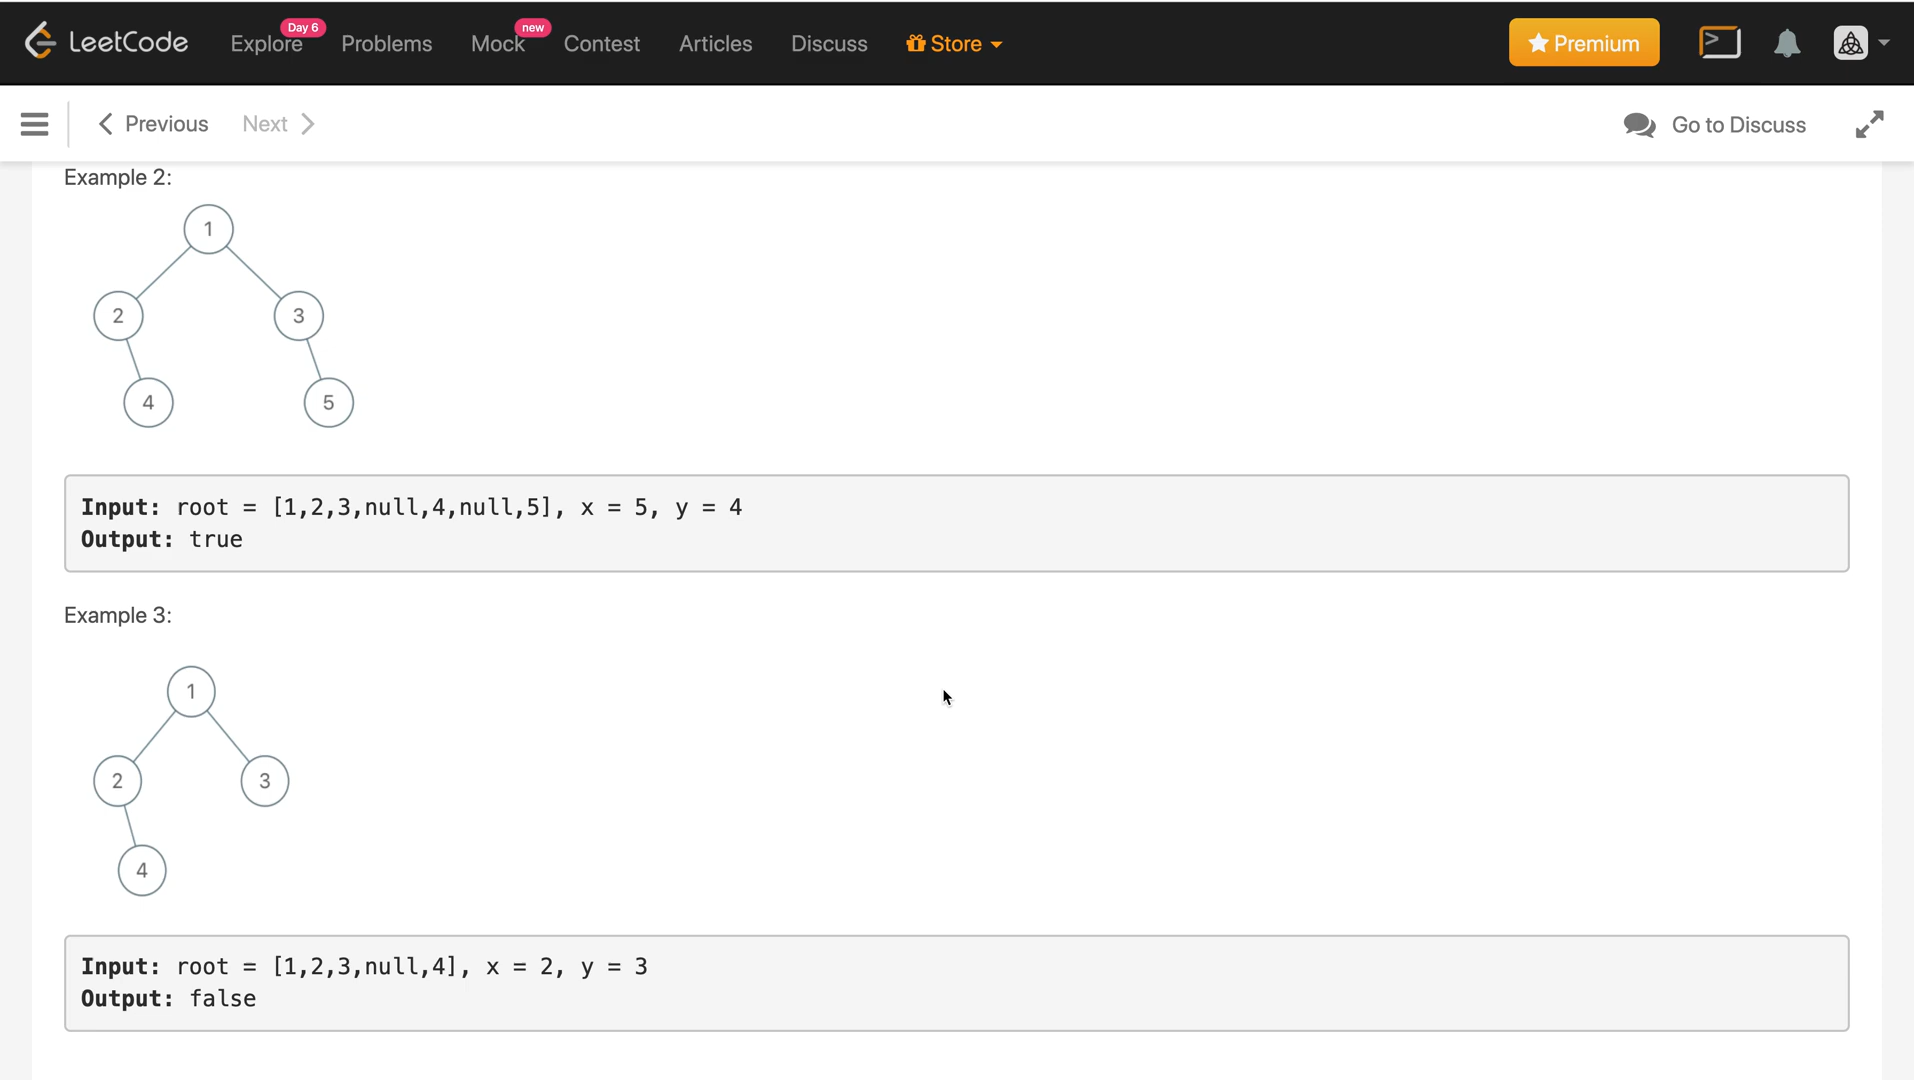 LeetCode Explore Day 6 Problems Mock new Contest Articles Discuss Store Premium
Previous Next Go to Discuss
Example 2:
1
2 3
4 5
Input: root = [1,2,3,null,4,null,5], x = 5, y = 4
Output: true
Example 3:
1
2 3
4
Input: root = [1,2,3,null,4], x = 2, y = 3
Output: false